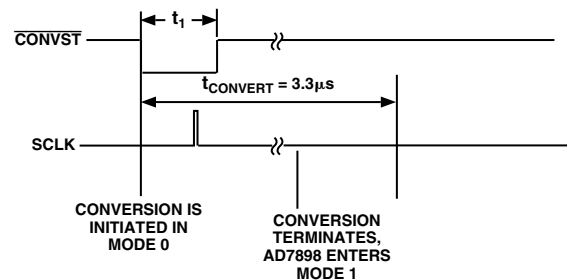 t1
CONVST
tCONVERT = 3.3µs
SCLK
CONVERSION IS
INITIATED IN
MODE 0
CONVERSION
TERMINATES,
AD7898 ENTERS
MODE 1